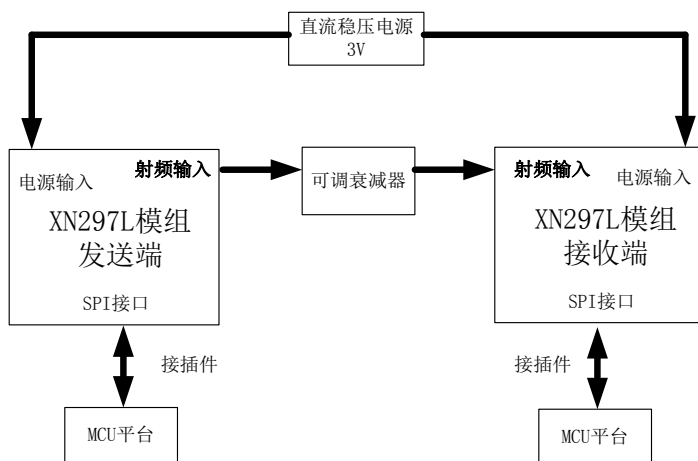 直流稳压电源
3V
电源输入
射频输入
XN297L模组
发送端
SPI接口
可调衰减器
射频输入
电源输入
XN297L模组
接收端
SPI接口
接插件
接插件
MCU平台
MCU平台